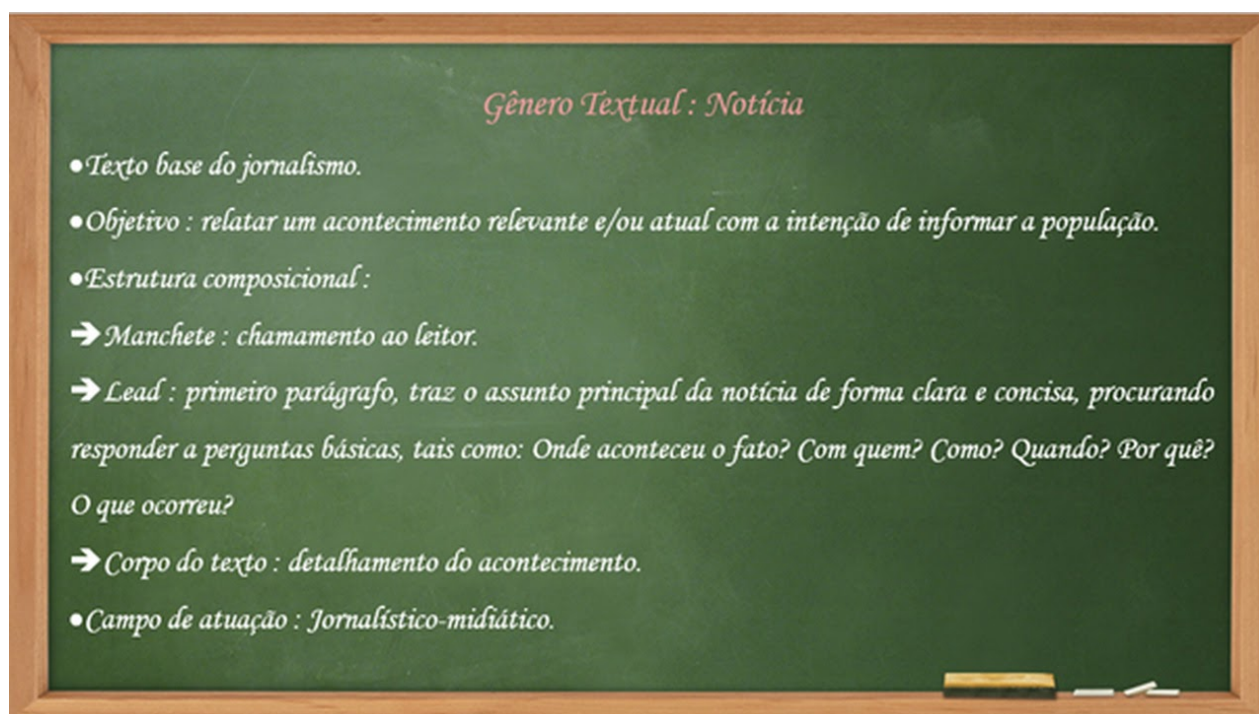 Gênero Textual : Notícia
●Texto base do jornalismo.
●Objetivo : relatar um acontecimento relevante e/ou atual com a intenção de informar a população.
●Estrutura composicional :
➔Manchete : chamamento ao leitor.
➔Lead : primeiro parágrafo, traz o assunto principal da notícia de forma clara e concisa, procurando
responder a perguntas básicas, tais como: Onde aconteceu o fato? Com quem? Como? Quando? Por quê?
O que ocorreu?
➔Corpo do texto : detalhamento do acontecimento.
●Campo de atuação : Jornalístico-midiático.